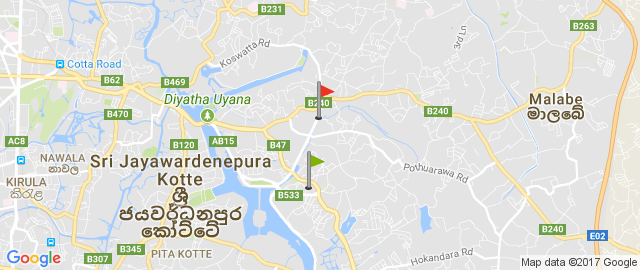 B231
B263
Koswatta Rd
3rd Ln
Cotta Road
B62
B469
B240
Diyatha Uyana
Malabe
මාලබේ
B470
B240
AC8
B120
AB15
B47
NAWALA
නාවල
Sri Jayawardenepura
Kotte
ශ්‍රී
ජයවර්ධනපුර
කෝට්ටේ
KIRULA
කිරුළ
Pothuarawa Rd
B533
B240
E02
B345
PITA KOTTE
B385
Hokandara Rd
Google
Map data ©2017 Google